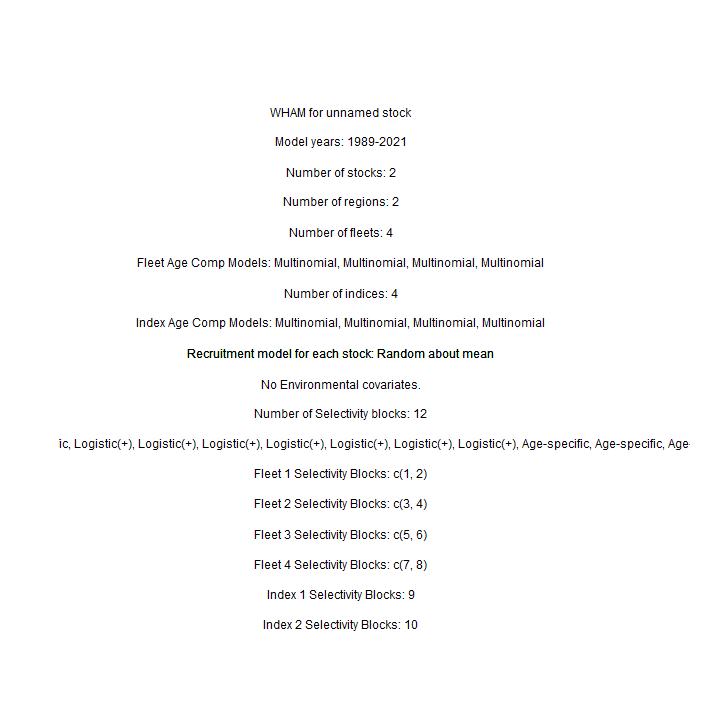 WHAM for unnamed stock
Model years: 1989-2021
Number of stocks: 2
Number of regions: 2
Number of fleets: 4
Fleet Age Comp Models: Multinomial, Multinomial, Multinomial, Multinomial
Number of indices: 4
Index Age Comp Models: Multinomial, Multinomial, Multinomial, Multinomial
Recruitment model for each stock: Random about mean
No Environmental covariates.
Number of Selectivity blocks: 12
ic, Logistic(+), Logistic(+), Logistic(+), Logistic(+), Logistic(+), Logistic(+), Logistic(+), Age-specific, Age-specific, Age
Fleet 1 Selectivity Blocks: c(1, 2)
Fleet 2 Selectivity Blocks: c(3, 4)
Fleet 3 Selectivity Blocks: c(5, 6)
Fleet 4 Selectivity Blocks: c(7, 8)
Index 1 Selectivity Blocks: 9
Index 2 Selectivity Blocks: 10